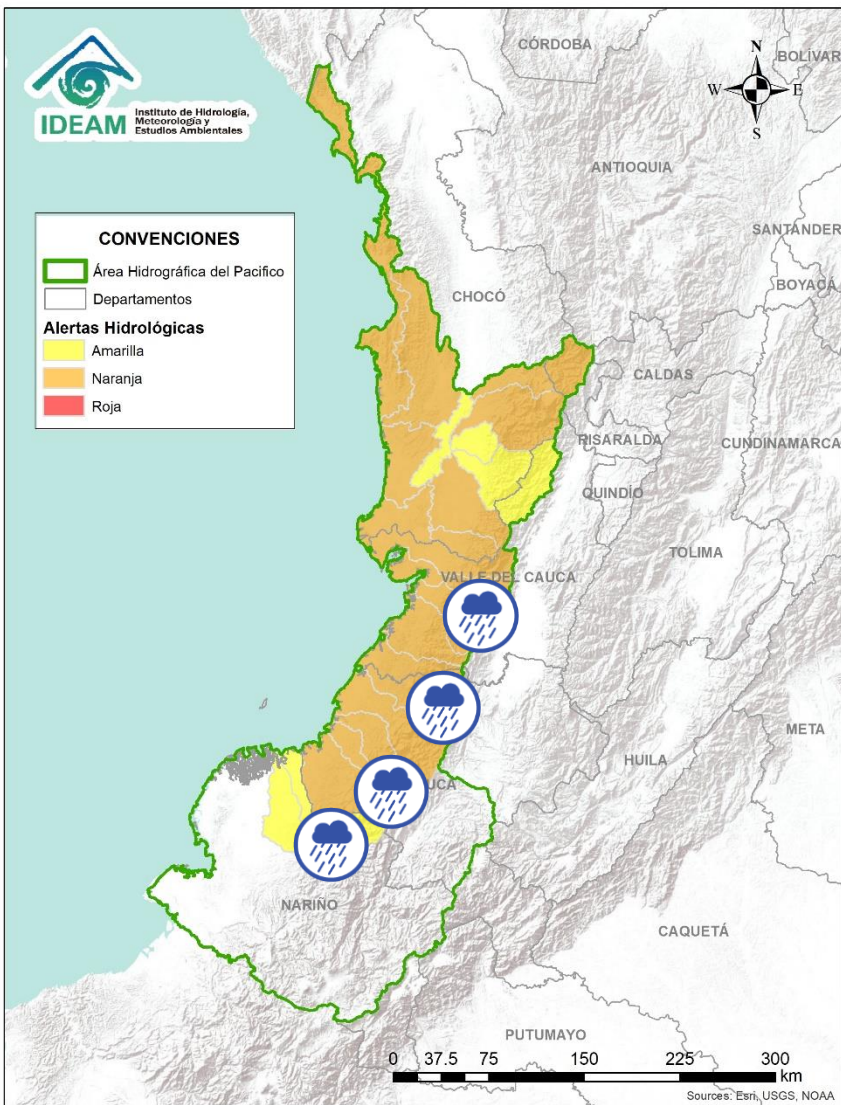 IDEAM
Instituto de Hidrología,
Meteorología y
Estudios Ambientales
CÓRDOBA
BOLÍVAR
N
W
E
S
ANTIOQUIA
SANTANDER
BOYACÁ
CONVENCIONES
Área Hidrográfica del Pacifico
Departamentos
Alertas Hidrológicas
Amarilla
Naranja
Roja
CHOCÓ
CALDAS
RISARALDA
CUNDINAMARCA
QUINDÍO
TOLIMA
VALLE DEL CAUCA
META
HUILA
UCA
NARIÑO
CAQUETÁ
PUTUMAYO
0 37.5 75 150 225 300
km
Sources: Esri, USGS, NOAA